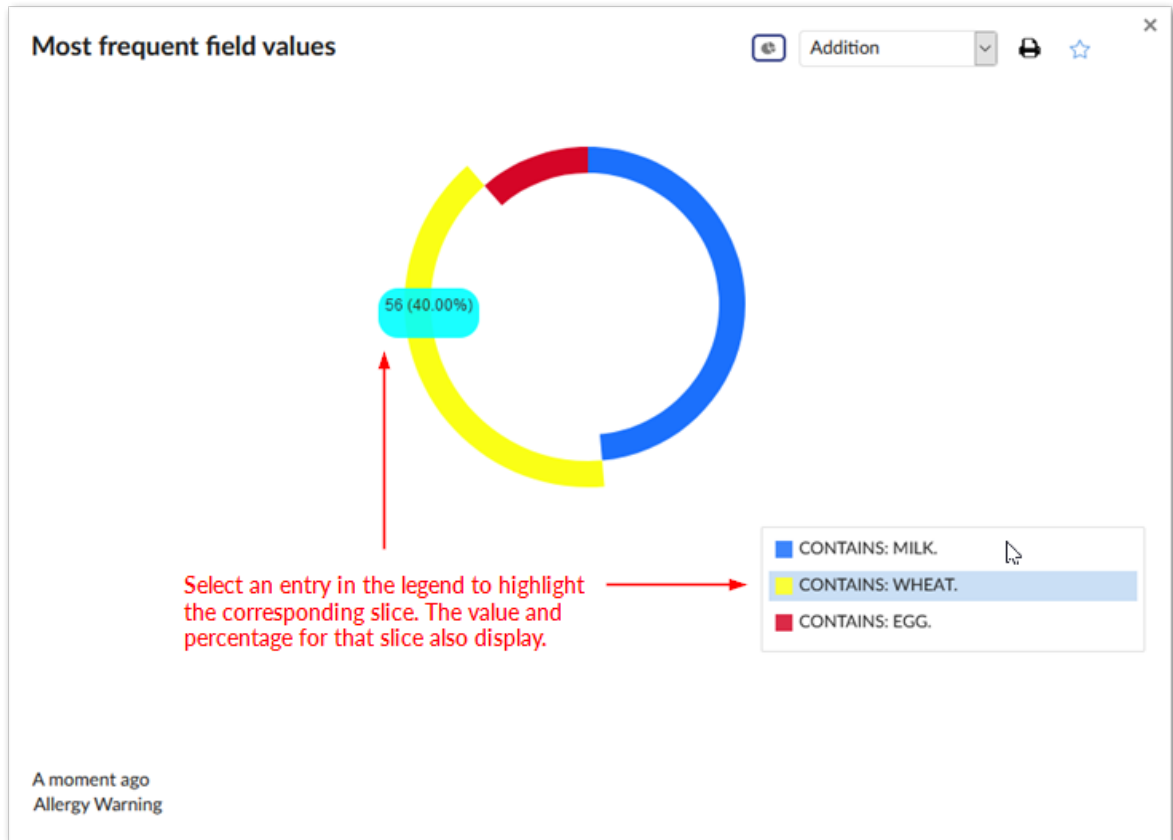 Most frequent field values
Addition
56 (40.00%)
CONTAINS: MILK.
CONTAINS: WHEAT.
CONTAINS: EGG.
Select an entry in the legend to highlight
the corresponding slice. The value and
percentage for that slice also display.
A moment ago
Allergy Warning